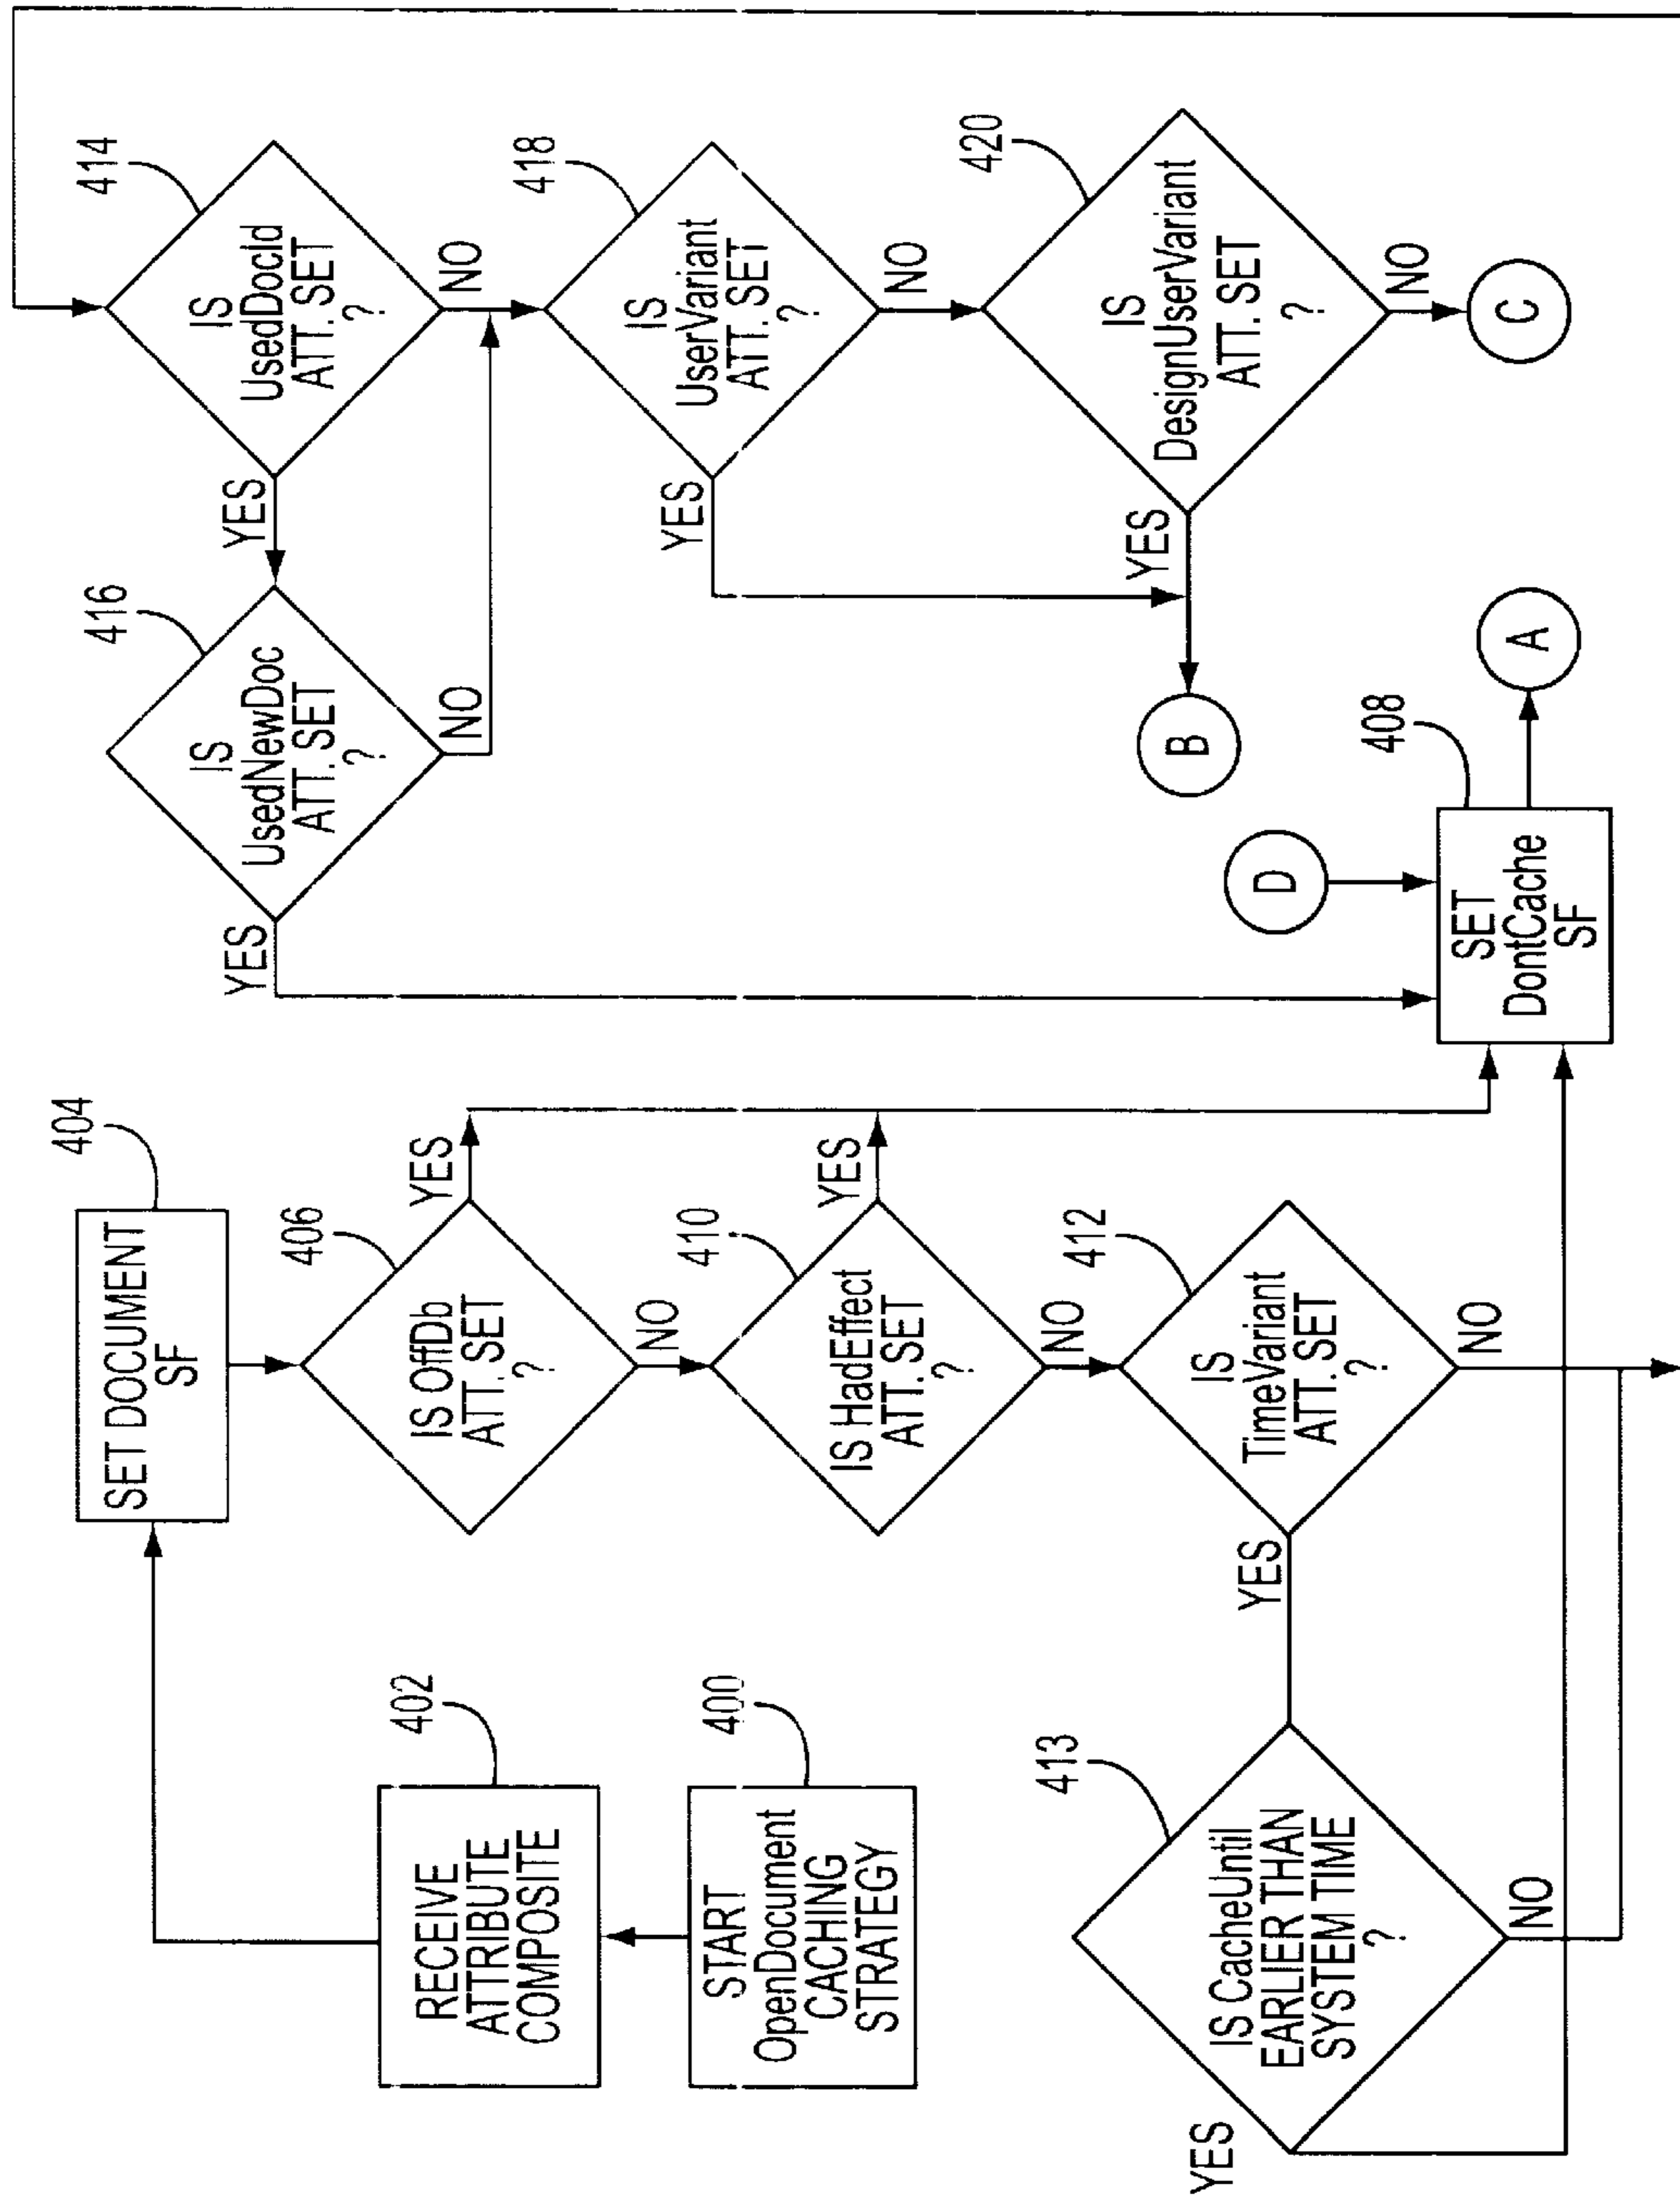 400
START
OpenDocument
CACHING
STRATEGY
402
RECEIVE
ATTRIBUTE
COMPOSITE
404
SET DOCUMENT
SF
406
IS OffDb
ATT. SET
?
YES
NO
410
IS HadEffect
ATT. SET
?
YES
NO
412
IS
TimeVariant
ATT. SET
?
YES
NO
413
IS CacheUntil
EARLIER THAN
SYSTEM TIME
?
YES
NO
414
IS
UsedDocId
ATT. SET
?
YES
NO
416
IS
UsedNewDoc
ATT. SET
?
YES
NO
418
IS
UserVariant
ATT. SET
?
YES
NO
420
IS
DesignUserVariant
ATT. SET
?
YES
NO
B
C
D
408
SET
DontCache
SF
A